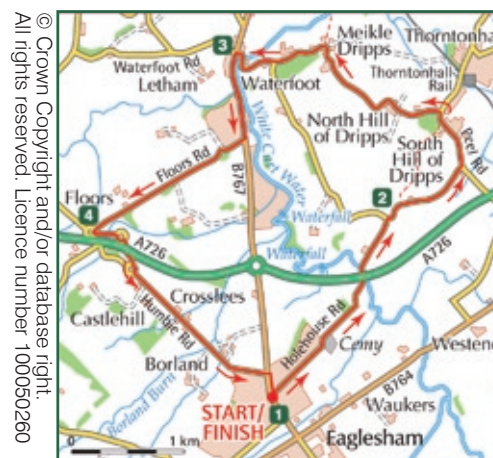 © Crown Copyright and/or database right.
All rights reserved. Licence number 100050260
3
Meikle
Dripps
Thorntonha
Waterfoot Rd
Letham
Waterfoot
Thorntonhall
Rail
North Hill
of Dripps
South
Hill of
Dripps
Peel Rd
Floors Rd
White Cart Water
B767
Floors
4
2
Waterfall
Waterfall
A726
A726
Crosslees
Castlehill
Humbie Rd
Holehouse Rd
Cemy
Borland
Westen
B764
Borland Burn
START/
FINISH
1
Waukers
Eaglesham
0
1 km